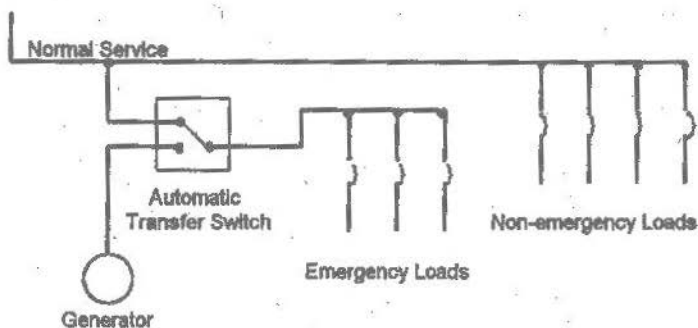 Normal Service
Automatic
Transfer Switch
Non-emergency Loads
Emergency Loads
Generator